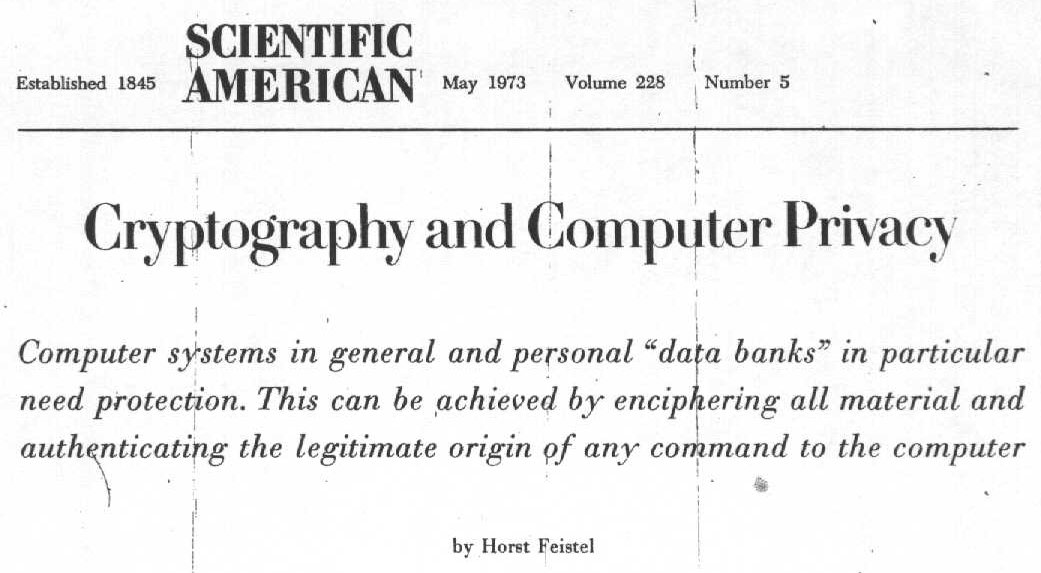 SCIENTIFIC
Established 1845 AMERICAN May 1973 Volume 228 Number 5
Cryptography and Computer Privacy
Computer systems in general and personal “data banks” in particular
need protection. This can be achieved by enciphering all material and
authenticating the legitimate origin of any command to the computer
by Horst Feistel